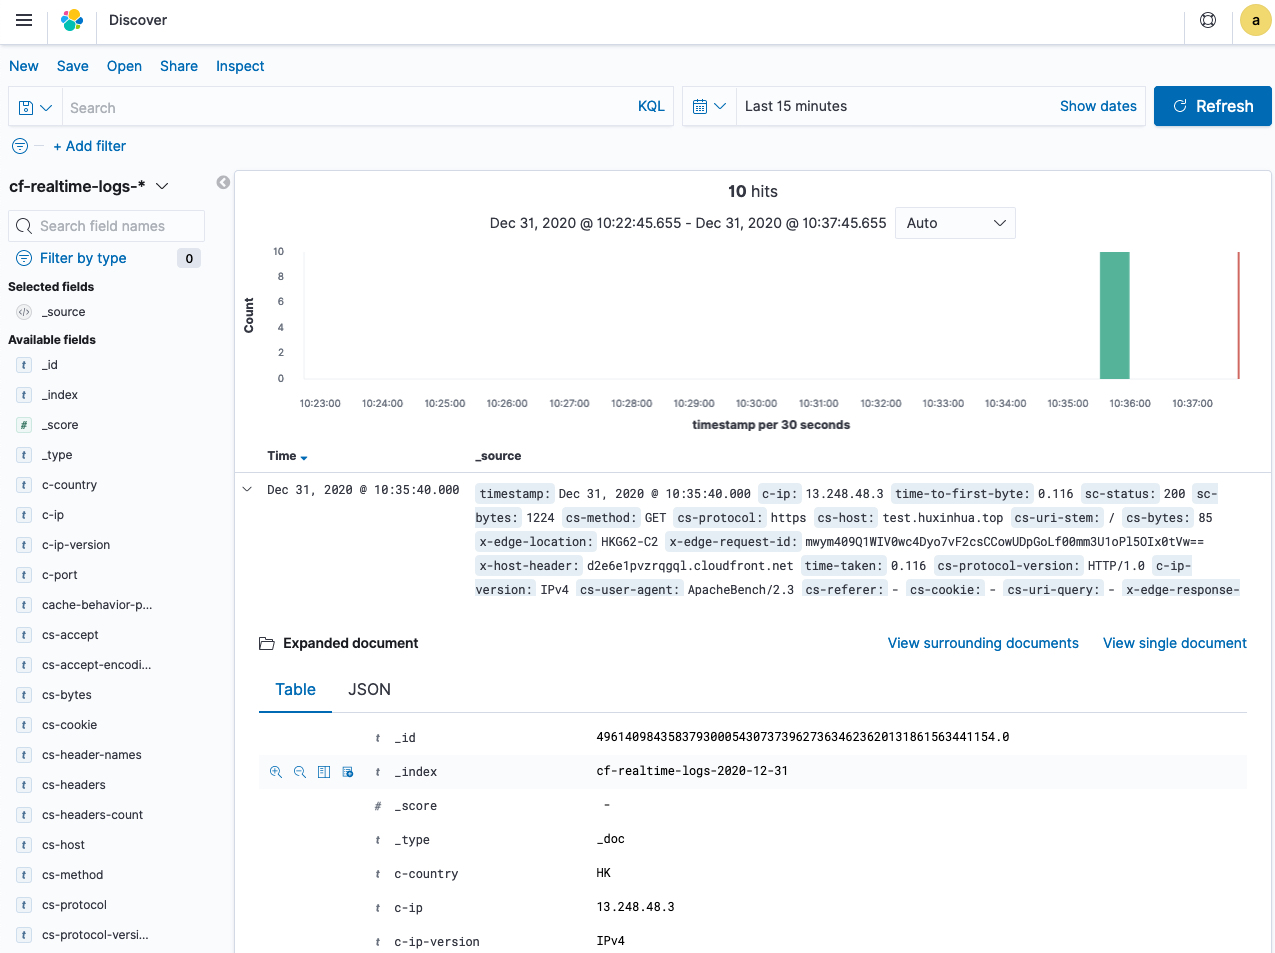 Discover
a
New Save Open Share Inspect
Search KQL
Last 15 minutes Show dates
Refresh
+ Add filter
cf-realtime-logs-*
Search field names
Filter by type 0
Selected fields
_source
Available fields
t _id
t _index
# _score
t _type
t c-country
t c-ip
t c-ip-version
t c-port
t cache-behavior-p...
t cs-accept
t cs-accept-encodi...
t cs-bytes
t cs-cookie
t cs-header-names
t cs-headers
t cs-headers-count
t cs-host
t cs-method
t cs-protocol
t cs-protocol-versi...
10 hits
Dec 31, 2020 @ 10:22:45.655 - Dec 31, 2020 @ 10:37:45.655 Auto
Count
10
8
6
4
2
0
10:23:00 10:24:00 10:25:00 10:26:00 10:27:00 10:28:00 10:29:00 10:30:00 10:31:00 10:32:00 10:33:00 10:34:00 10:35:00 10:36:00 10:37:00
timestamp per 30 seconds
Time _source
Dec 31, 2020 @ 10:35:40.000
timestamp: Dec 31, 2020 @ 10:35:40.000 c-ip: 13.248.48.3 time-to-first-byte: 0.116 sc-status: 200 sc-
bytes: 1224 cs-method: GET cs-protocol: https cs-host: test.huxinhua.top cs-uri-stem: / cs-bytes: 85
x-edge-location: HKG62-C2 x-edge-request-id: mwym409Q1WIV0wc4Dyo7vF2csCCowUDpGoLf00mm3U1oPl5OIx0tVw==
x-host-header: d2e6e1pvzrqgql.cloudfront.net time-taken: 0.116 cs-protocol-version: HTTP/1.0 c-ip-
version: IPv4 cs-user-agent: ApacheBench/2.3 cs-referer: - cs-cookie: - cs-uri-query: - x-edge-response-
Expanded document View surrounding documents View single document
Table JSON
t _id 49614098435837930005430737396273634623620131861563441154.0
t _index cf-realtime-logs-2020-12-31
# _score -
t _type _doc
t c-country HK
t c-ip 13.248.48.3
t c-ip-version IPv4